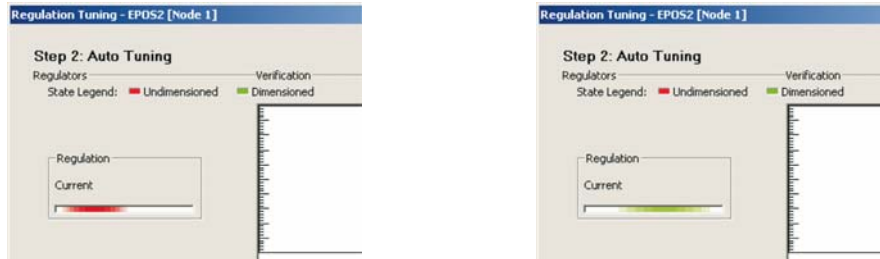 Regulation Tuning - EPOS2 [Node 1]
Step 2: Auto Tuning
Regulators
Verification
State Legend: Undimensioned Dimensioned
Regulation
Current
Regulation Tuning - EPOS2 [Node 1]
Step 2: Auto Tuning
Regulators
Verification
State Legend: Undimensioned Dimensioned
Regulation
Current